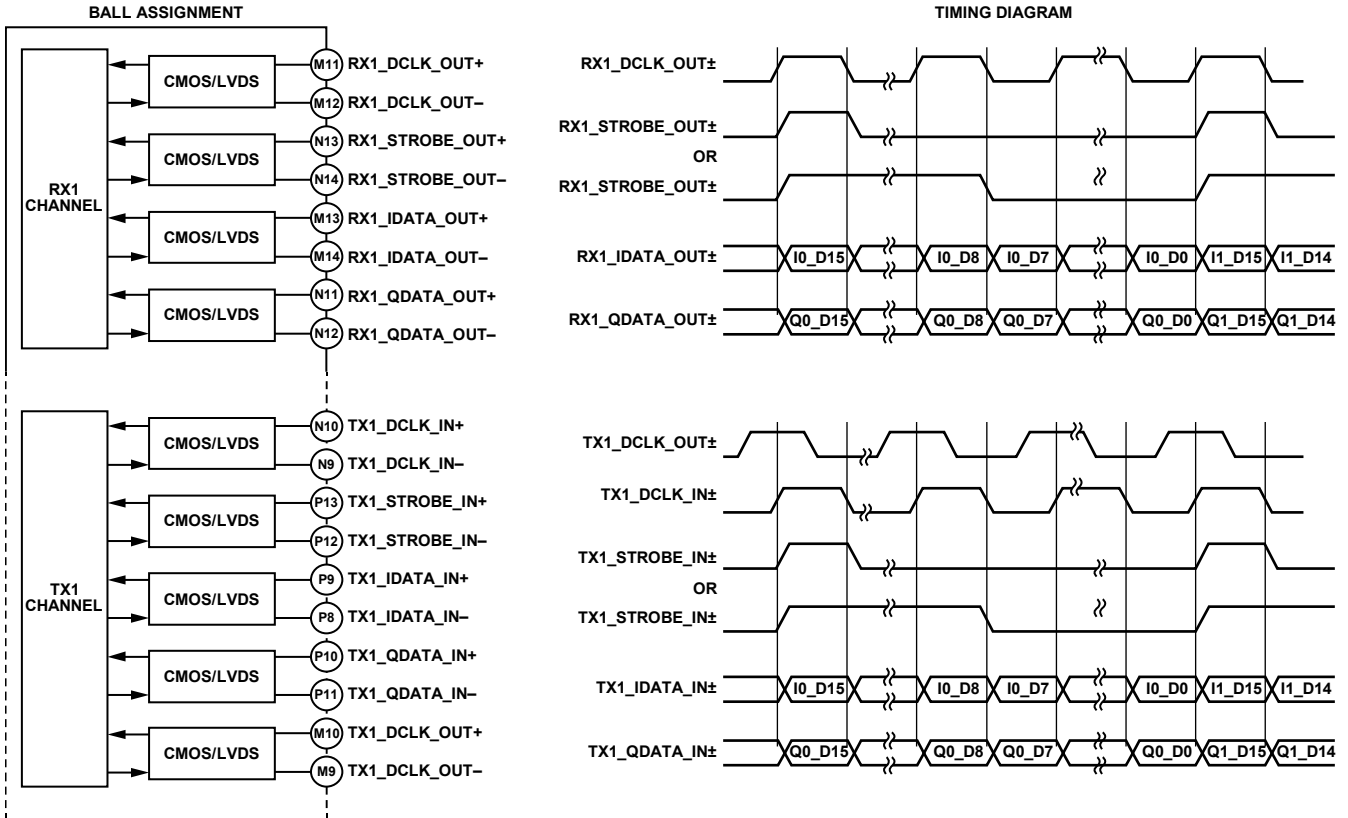 BALL ASSIGNMENT
RX1
CHANNEL
CMOS/LVDS
M11 RX1_DCLK_OUT+
M12 RX1_DCLK_OUT–
CMOS/LVDS
N13 RX1_STROBE_OUT+
N14 RX1_STROBE_OUT–
CMOS/LVDS
M13 RX1_IDATA_OUT+
M14 RX1_IDATA_OUT–
CMOS/LVDS
N11 RX1_QDATA_OUT+
N12 RX1_QDATA_OUT–
TX1
CHANNEL
CMOS/LVDS
N10 TX1_DCLK_IN+
N9 TX1_DCLK_IN–
CMOS/LVDS
P13 TX1_STROBE_IN+
P12 TX1_STROBE_IN–
CMOS/LVDS
P9 TX1_IDATA_IN+
P8 TX1_IDATA_IN–
CMOS/LVDS
P10 TX1_QDATA_IN+
P11 TX1_QDATA_IN–
CMOS/LVDS
M10 TX1_DCLK_OUT+
M9 TX1_DCLK_OUT–
TIMING DIAGRAM
RX1_DCLK_OUT±
RX1_STROBE_OUT±
OR
RX1_STROBE_OUT±
RX1_IDATA_OUT± I0_D15 I0_D8 I0_D7 I0_D0 I1_D15 I1_D14
RX1_QDATA_OUT± Q0_D15 Q0_D8 Q0_D7 Q0_D0 Q1_D15 Q1_D14
TX1_DCLK_OUT±
TX1_DCLK_IN±
TX1_STROBE_IN±
OR
TX1_STROBE_IN±
TX1_IDATA_IN± I0_D15 I0_D8 I0_D7 I0_D0 I1_D15 I1_D14
TX1_QDATA_IN± Q0_D15 Q0_D8 Q0_D7 Q0_D0 Q1_D15 Q1_D14